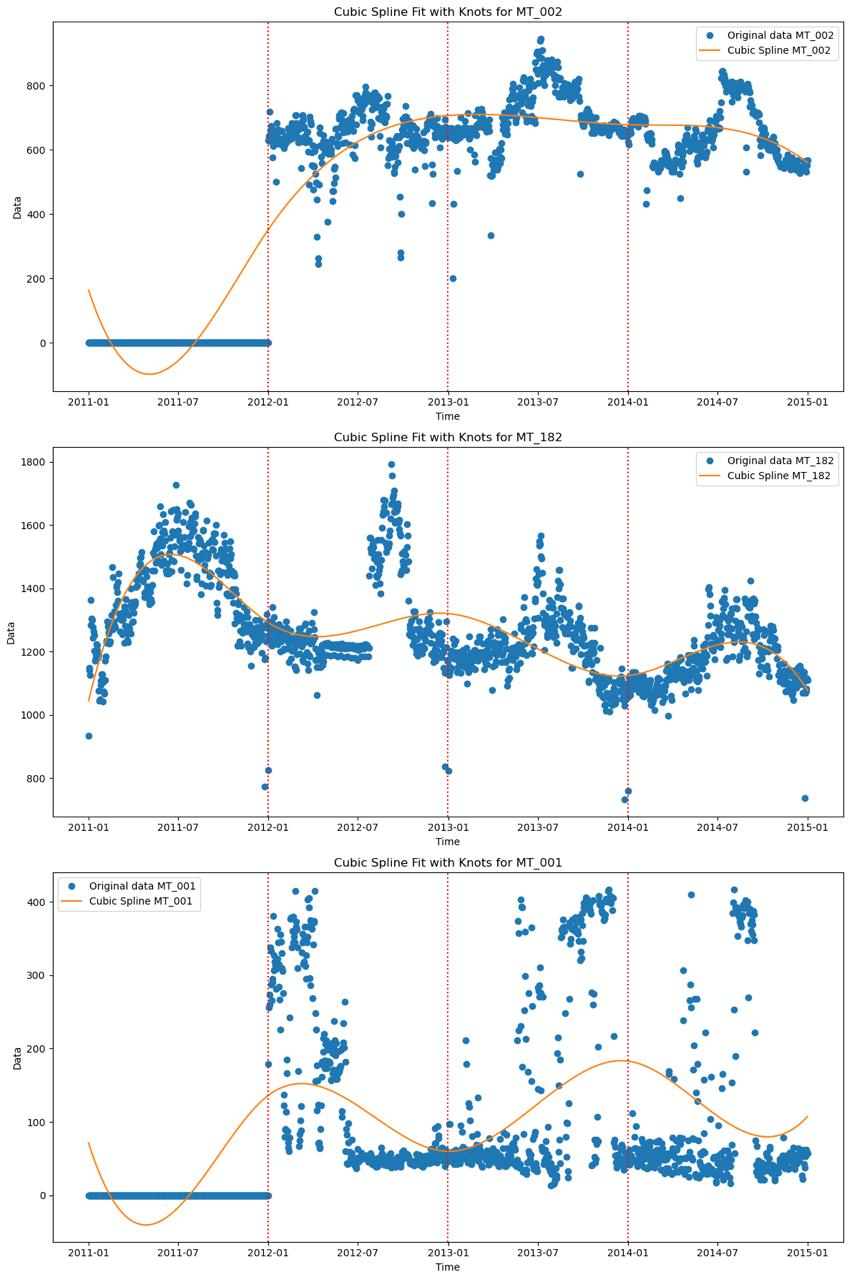 Cubic Spline Fit with Knots for MT_002
Original data MT_002
Cubic Spline MT_002
Data
800
600
400
200
0
2011-01 2011-07 2012-01 2012-07 2013-01 2013-07 2014-01 2014-07 2015-01
Time
Cubic Spline Fit with Knots for MT_182
Original data MT_182
Cubic Spline MT_182
Data
1800
1600
1400
1200
1000
800
2011-01 2011-07 2012-01 2012-07 2013-01 2013-07 2014-01 2014-07 2015-01
Time
Cubic Spline Fit with Knots for MT_001
Original data MT_001
Cubic Spline MT_001
Data
400
300
200
100
0
2011-01 2011-07 2012-01 2012-07 2013-01 2013-07 2014-01 2014-07 2015-01
Time